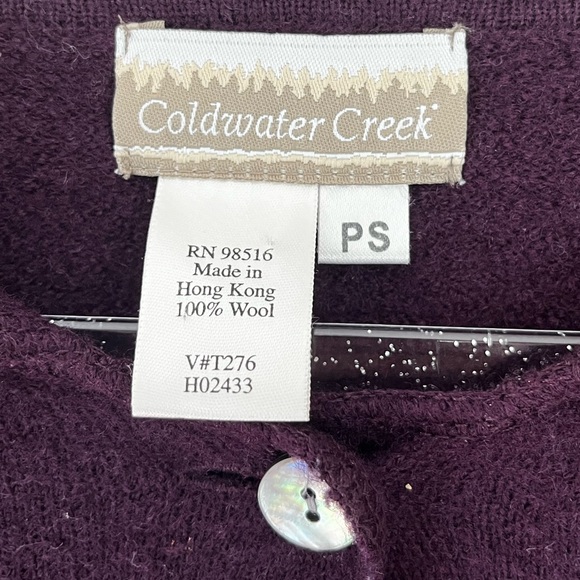 Coldwater Creek
PS
RN 98516
Made in
Hong Kong
100% Wool
V#T276
H02433